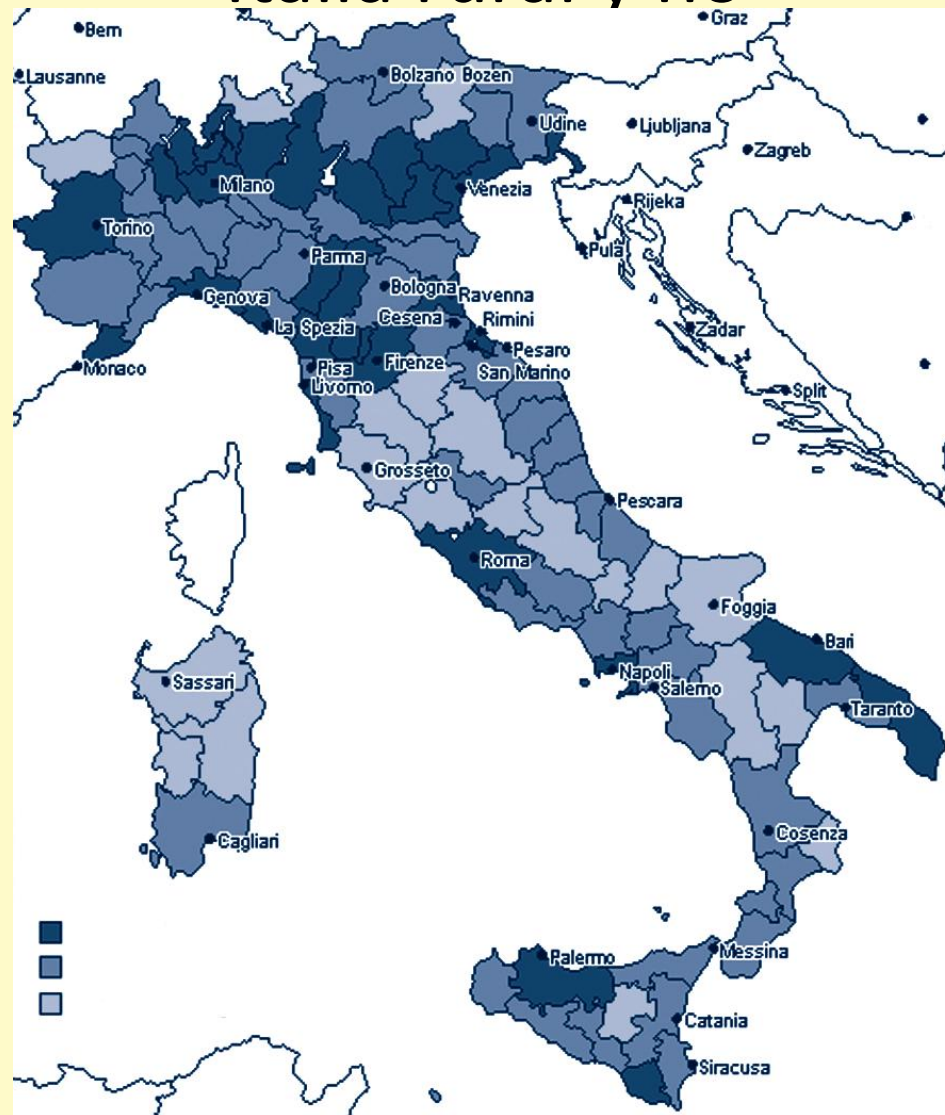 Bern
Graz
Lausanne
Bolzano Bozen
Udine
Ljubljana
Zagreb
Milano
Venezia
Rijeka
Torino
Pula
Parma
Genova
Bologna
Ravenna
Cesena
Rimini
La Spezia
Zadar
Pesaro
Monaco
Pisa
Firenze
San Marino
Livorno
Split
Grosseto
Pescara
Roma
Foggia
Bari
Napoli
Sassari
Salerno
Taranto
Cosenza
Cagliari
Messina
Palermo
Catania
Siracusa